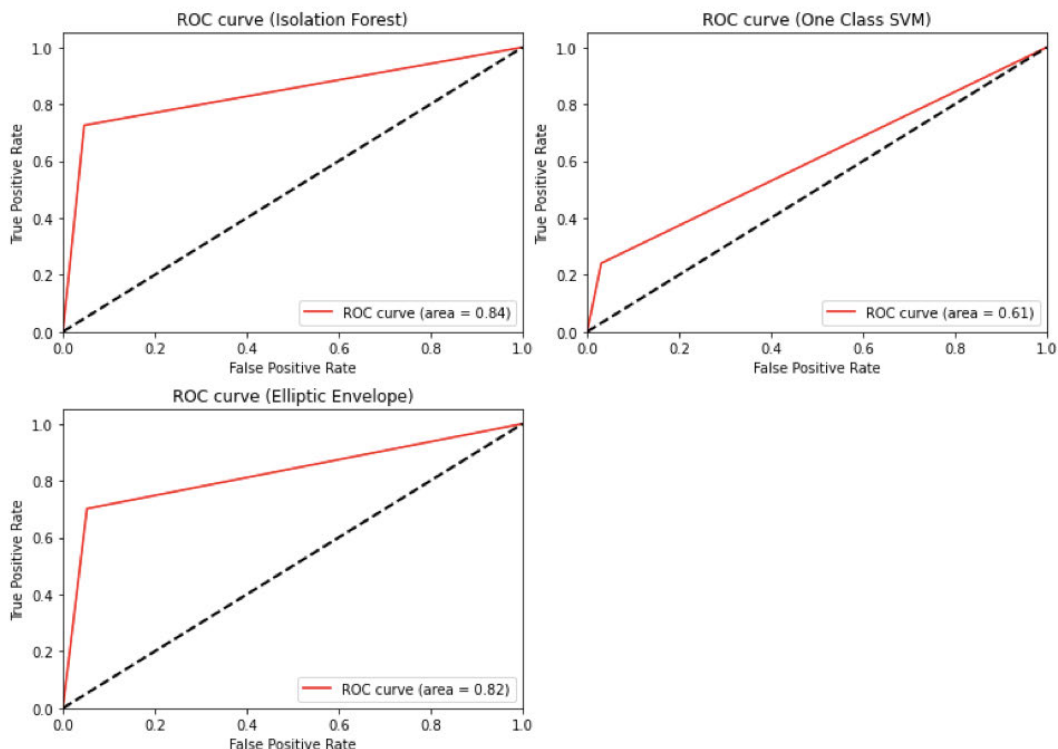 ROC curve (Isolation Forest)
1.0
0.8
0.6
0.4
0.2
0.0
True Positive Rate
ROC curve (area = 0.84)
0.0 0.2 0.4 0.6 0.8 1.0
False Positive Rate
ROC curve (One Class SVM)
1.0
0.8
0.6
0.4
0.2
0.0
True Positive Rate
ROC curve (area = 0.61)
0.0 0.2 0.4 0.6 0.8 1.0
False Positive Rate
ROC curve (Elliptic Envelope)
1.0
0.8
0.6
0.4
0.2
0.0
True Positive Rate
ROC curve (area = 0.82)
0.0 0.2 0.4 0.6 0.8 1.0
False Positive Rate